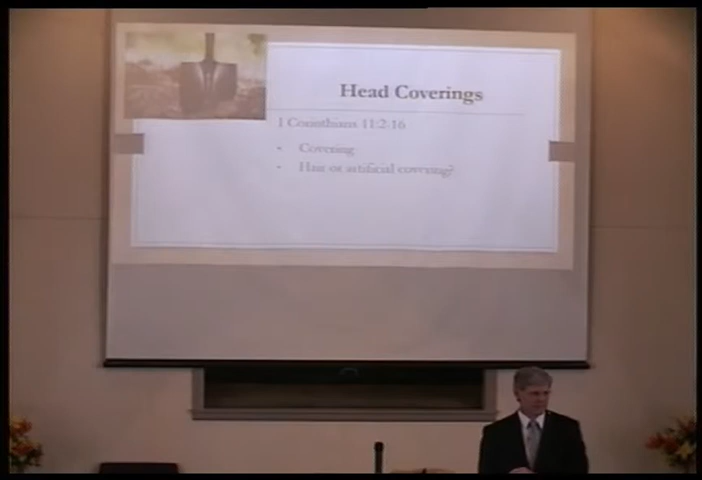 Head Coverings
1 Corinthians 11:2-16
• Covering
• Hair or artificial covering?